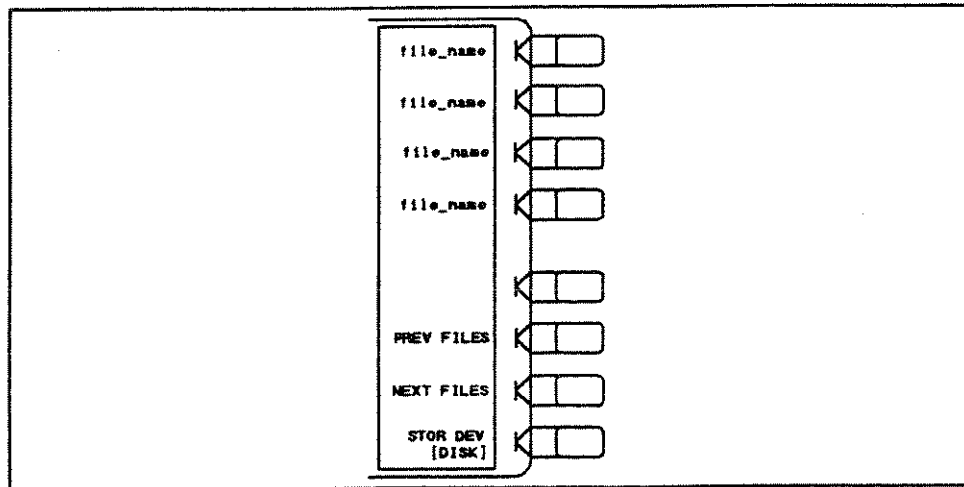 file_name
file_name
file_name
file_name
PREV FILES
NEXT FILES
STOR DEV
[DISK]